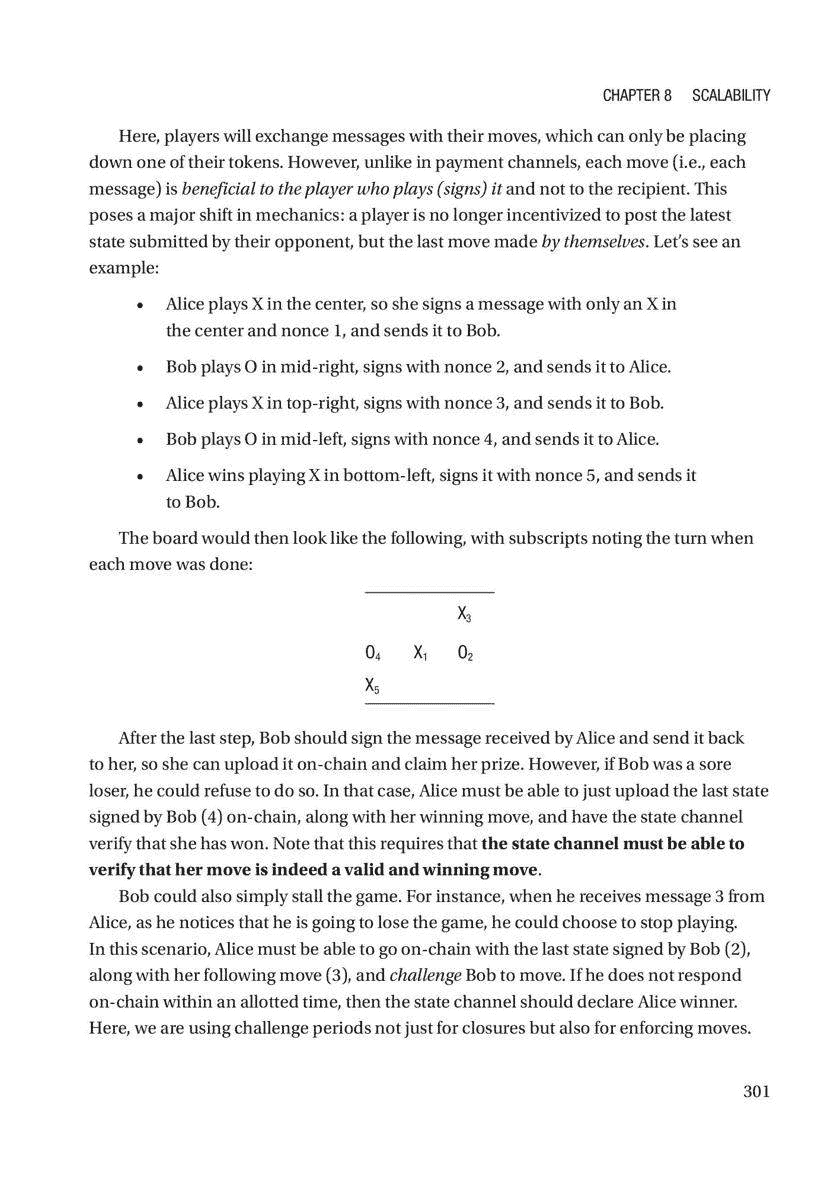 CHAPTER 8 SCALABILITY
Here, players will exchange messages with their moves, which can only be placing
down one of their tokens. However, unlike in payment channels, each move (i.e., each
message) is beneficial to the player who plays (signs) it and not to the recipient. This
poses a major shift in mechanics: a player is no longer incentivized to post the latest
state submitted by their opponent, but the last move made by themselves. Let's see an
example:
• Alice plays X in the center, so she signs a message with only an X in
the center and nonce 1, and sends it to Bob.
• Bob plays O in mid-right, signs with nonce 2, and sends it to Alice.
• Alice plays X in top-right, signs with nonce 3, and sends it to Bob.
• Bob plays O in mid-left, signs with nonce 4, and sends it to Alice.
• Alice wins playing X in bottom-left, signs it with nonce 5, and sends it
to Bob.
The board would then look like the following, with subscripts noting the turn when
each move was done:
X₃
O₄ X₁ O₂
X₅
After the last step, Bob should sign the message received by Alice and send it back
to her, so she can upload it on-chain and claim her prize. However, if Bob was a sore
loser, he could refuse to do so. In that case, Alice must be able to just upload the last state
signed by Bob (4) on-chain, along with her winning move, and have the state channel
verify that she has won. Note that this requires that the state channel must be able to
verify that her move is indeed a valid and winning move.
Bob could also simply stall the game. For instance, when he receives message 3 from
Alice, as he notices that he is going to lose the game, he could choose to stop playing.
In this scenario, Alice must be able to go on-chain with the last state signed by Bob (2),
along with her following move (3), and challenge Bob to move. If he does not respond
on-chain within an allotted time, then the state channel should declare Alice winner.
Here, we are using challenge periods not just for closures but also for enforcing moves.
301